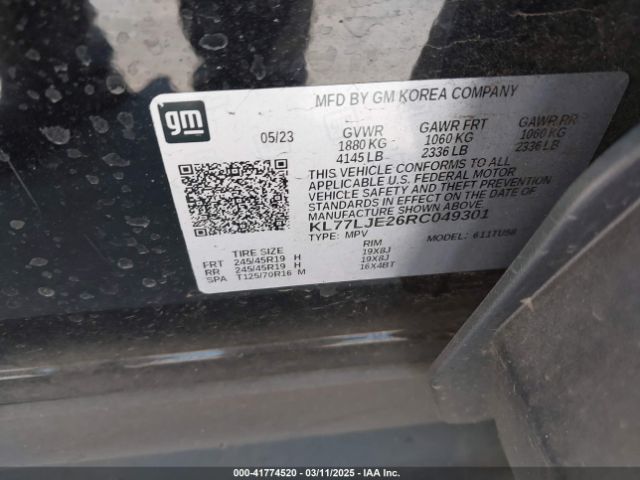 gm
MFD BY GM KOREA COMPANY
05/23 GVWR GAWR FRT GAWR RR
1880 KG 1060 KG 1060 KG
4145 LB 2336 LB 2336 LB
THIS VEHICLE CONFORMS TO ALL
APPLICABLE U.S. FEDERAL MOTOR
VEHICLE SAFETY AND THEFT PREVENTION
STANDARDS IN EFFECT ON THE DATE OF
MANUFACTURE SHOWN ABOVE.
KL77LJE26RC049301
TYPE: MPV MODEL: 611TU58
TIRE SIZE RIM
FRT 245/45R19 H 19X8J
RR 245/45R19 H 19X8J
SPA T125/70R16 M 16X4BT
000-41774520 | 03/11/2025 - IAA Inc.